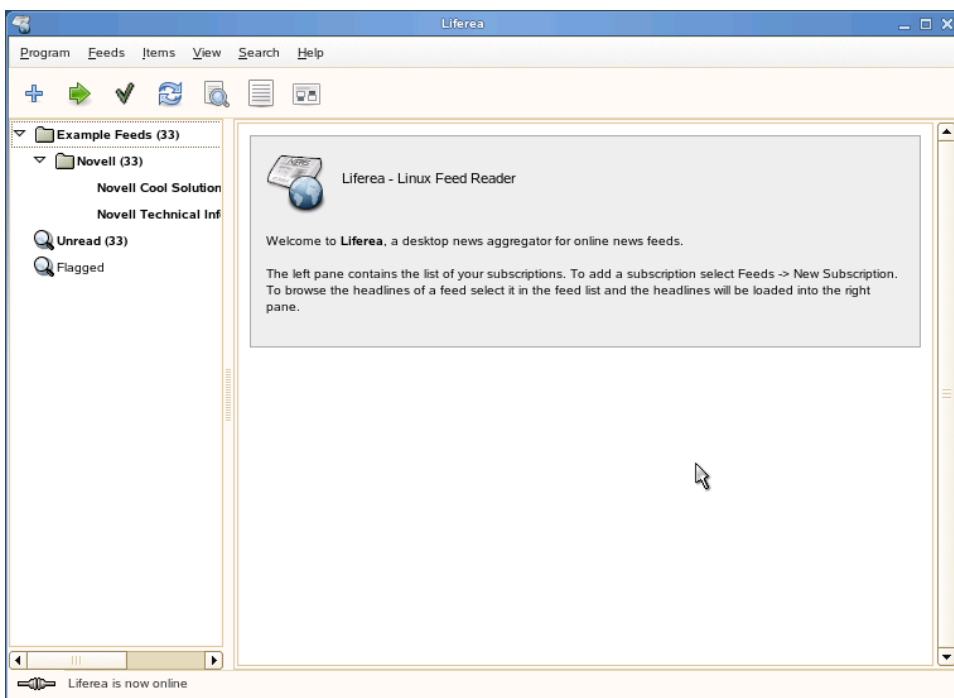 Liferea
Program Feeds Items View Search Help
Example Feeds (33)
Novell (33)
Novell Cool Solution
Novell Technical Inf
Unread (33)
Flagged
NEWS
Liferea - Linux Feed Reader
Welcome to Liferea, a desktop news aggregator for online news feeds.
The left pane contains the list of your subscriptions. To add a subscription select Feeds -> New Subscription.
To browse the headlines of a feed select it in the feed list and the headlines will be loaded into the right
pane.
Liferea is now online